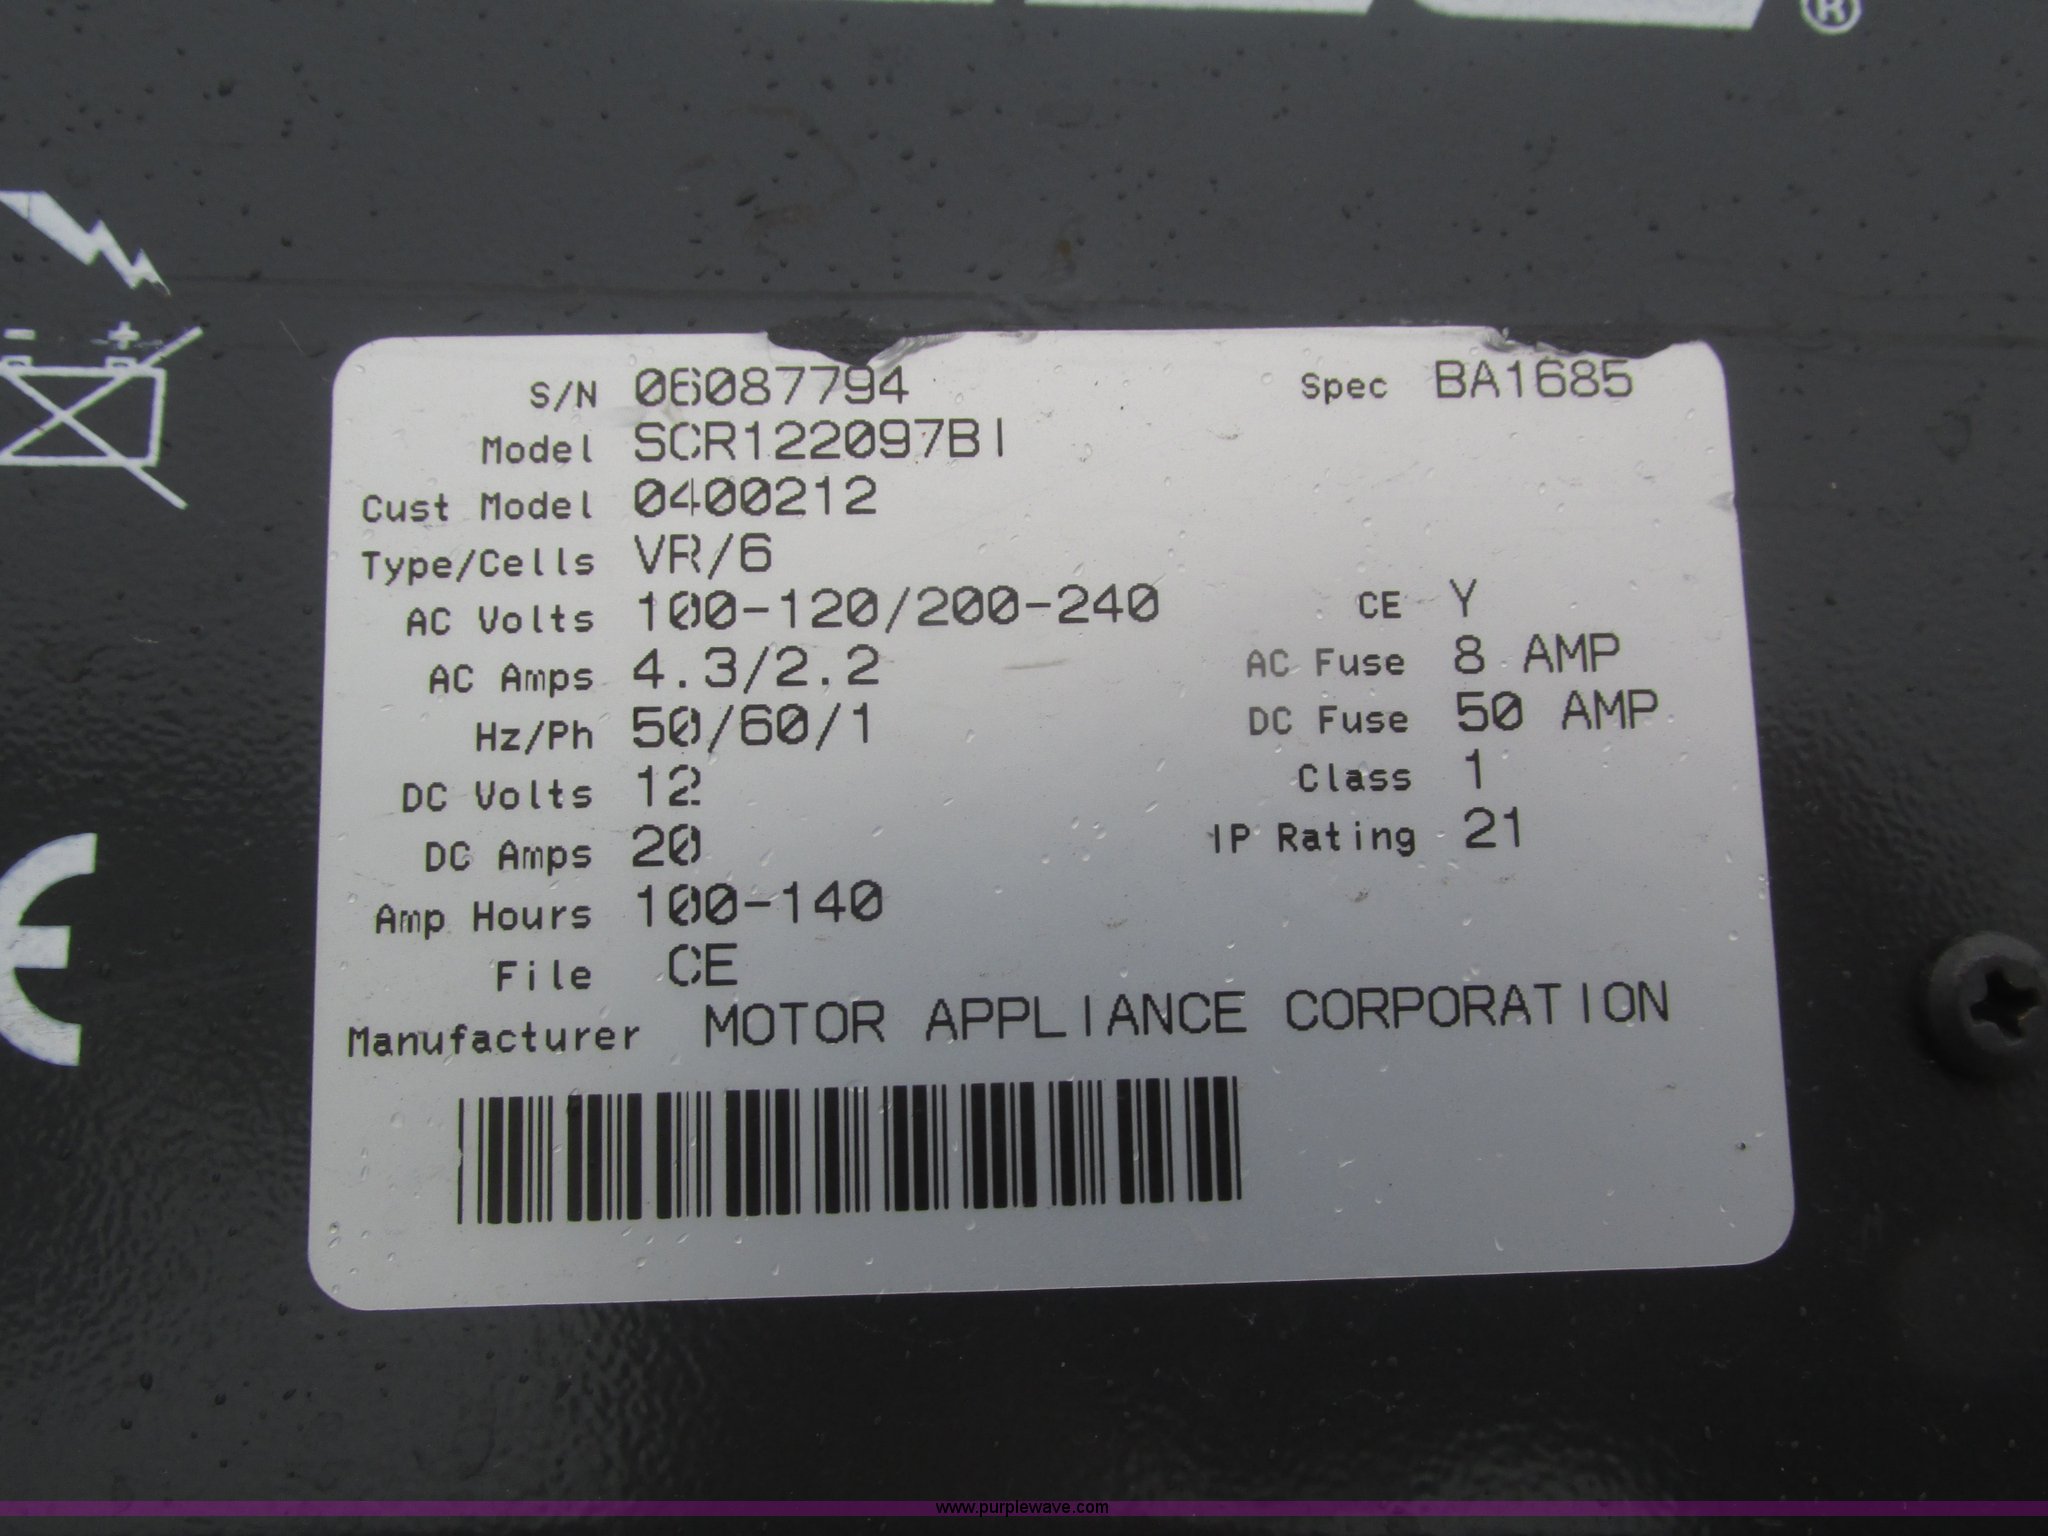 ®
S/N 06087794 Spec BA1685
Model SCR122097BI
Cust Model 0400212
Type/Cells VR/6
AC Volts 100-120/200-240 CE Y
AC Amps 4.3/2.2 AC Fuse 8 AMP
Hz/Ph 50/60/1 DC Fuse 50 AMP
DC Volts 12 Class 1
DC Amps 20 IP Rating 21
Amp Hours 100-140
File CE
Manufacturer MOTOR APPLIANCE CORPORATION
- +
CE
www.purplewave.com